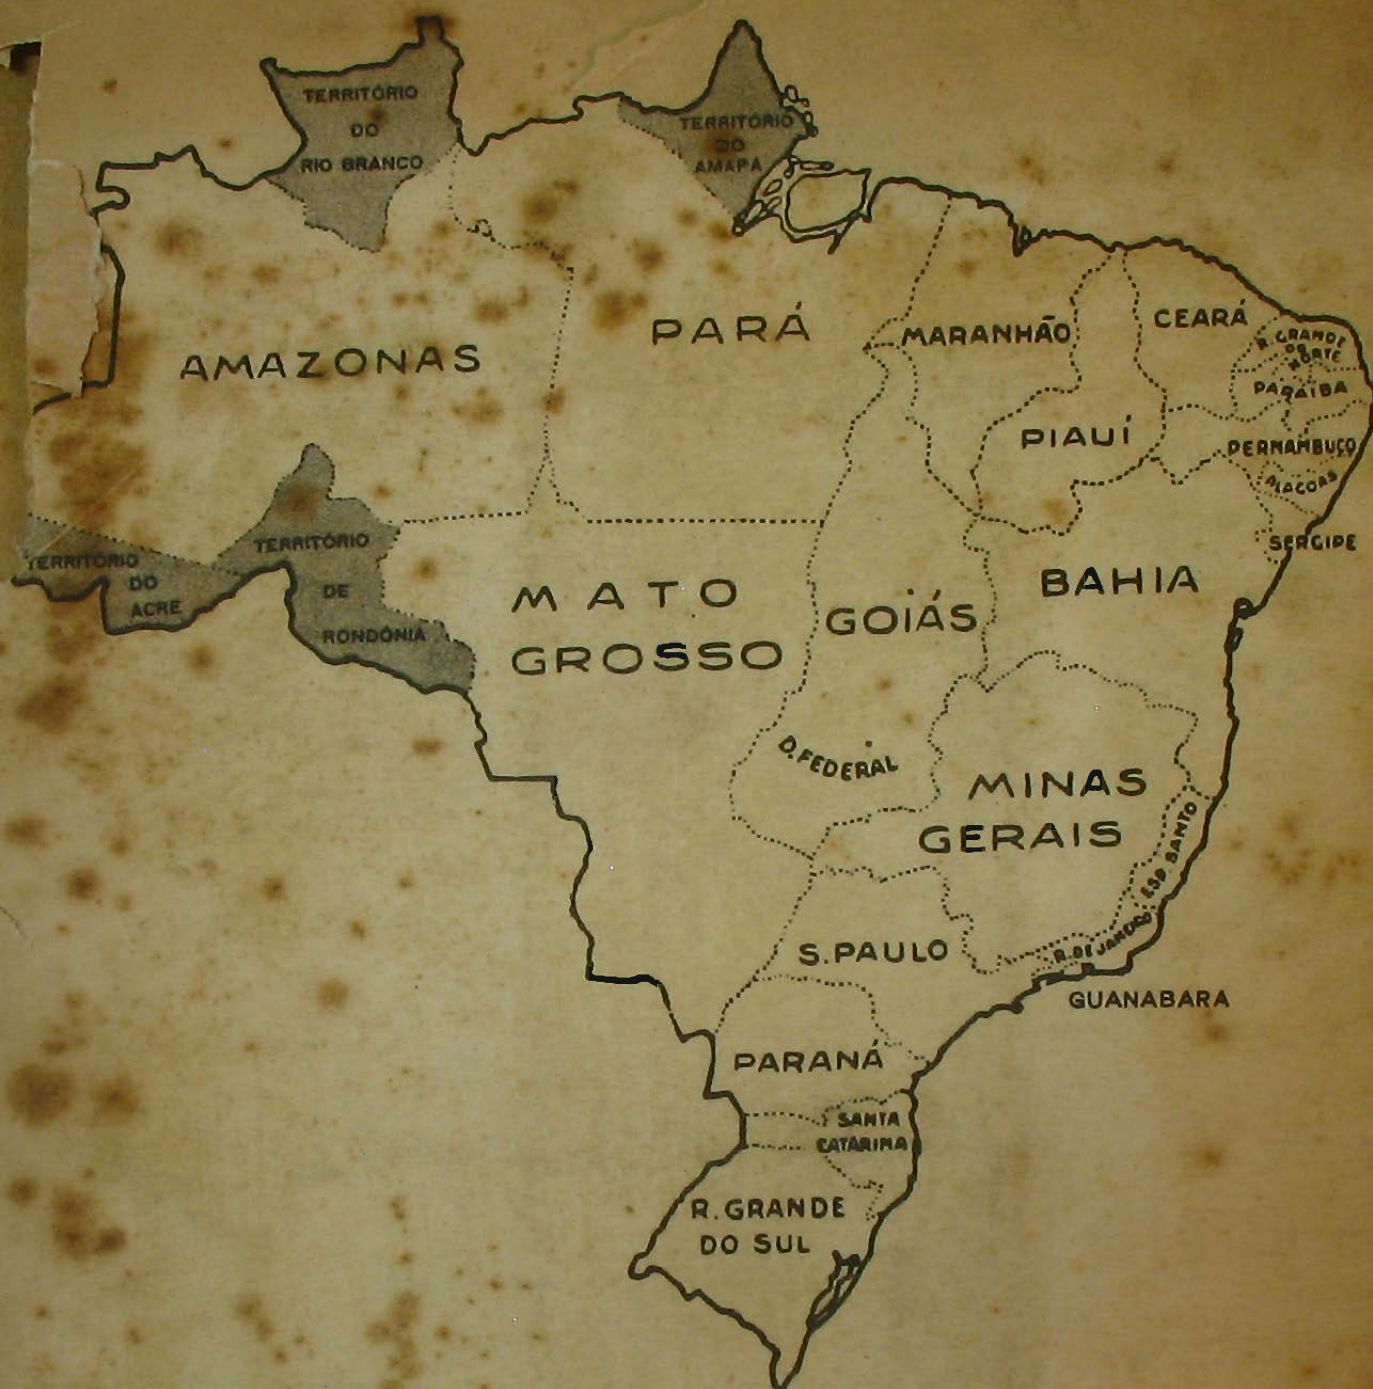 TERRITÓRIO
DO
RIO BRANCO
TERRITÓRIO
DO
AMAPÁ
AMAZONAS
PARÁ
MARANHÃO
CEARÁ
R. GRANDE
DO
NORTE
PARAÍBA
PIAUÍ
PERNAMBUCO
ALAGOAS
SERGIPE
TERRITÓRIO
DO
ACRE
TERRITÓRIO
DE
RONDÔNIA
MATO
GROSSO
GOIÁS
BAHIA
D. FEDERAL
MINAS
GERAIS
ESP. SANTO
R. DE JANEIRO
S. PAULO
GUANABARA
PARANÁ
SANTA
CATARINA
R. GRANDE
DO SUL